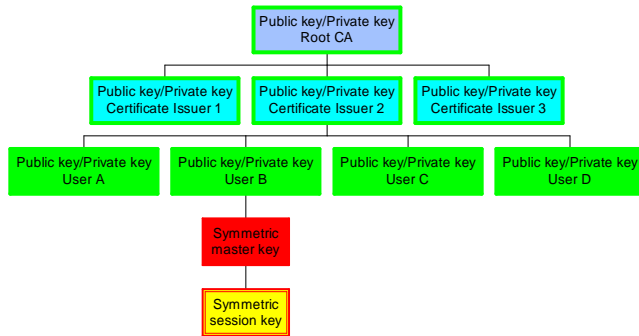 Public key/Private key
Root CA
Public key/Private key
Certificate Issuer 1
Public key/Private key
Certificate Issuer 2
Public key/Private key
Certificate Issuer 3
Public key/Private key
User A
Public key/Private key
User B
Public key/Private key
User C
Public key/Private key
User D
Symmetric
master key
Symmetric
session key